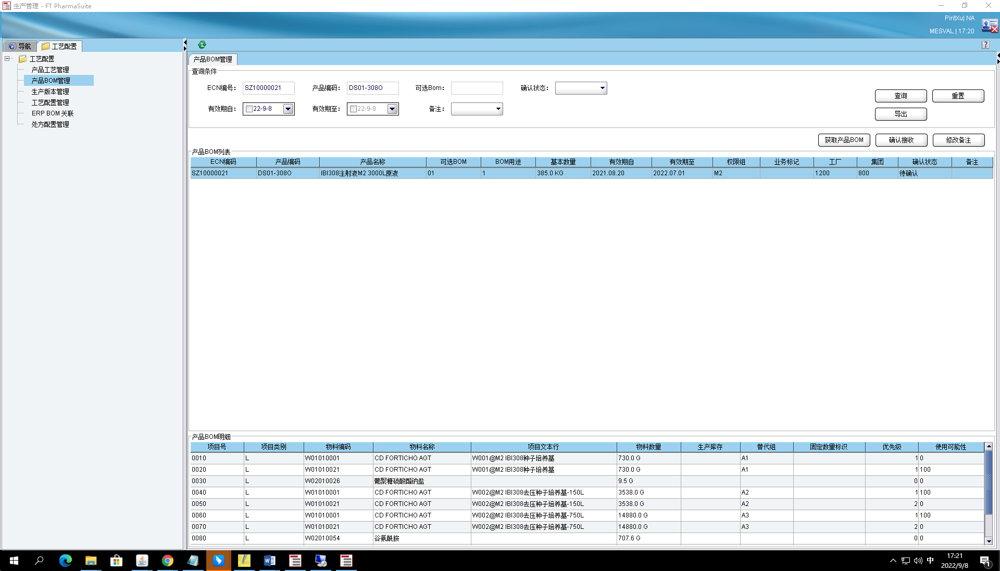 生产管理 - FT PharmaSuite
PiritXu| NA
MESVAL | 17:20
导航 工艺配置
工艺配置
产品工艺管理
产品BOM管理
生产版本管理
工艺配置管理
ERP BOM 关联
处方配置管理
产品BOM管理
查询条件
ECN编号： SZ10000021 产品编码： DS01-308O 可选Bom： 确认状态：
有效期自： 22-9-8 有效期至： 22-9-8 备注：
查询 重置
导出
获取产品BOM 确认接收 修改备注
产品BOM列表
ECN编码 产品编码 产品名称 可选BOM BOM用途 基本数量 有效期自 有效期至 权限组 业务标记 工厂 集团 确认状态 备注
SZ10000021 DS01-308O IBI308注射液M2 3000L原液 01 1 385.0 KG 2021.08.20 2022.07.01 M2 1200 800 待确认
产品BOM明细
项目号 项目类别 物料编码 物料名称 项目文本行 物料数量 生产库存 替代组 固定数量标识 优先级 使用可能性
0010 L W01010001 CD FORTICHO AGT W001@M2 IBI308种子培养基 730.0 G A1 1 0
0020 L W01010021 CD FORTICHO AGT W001@M2 IBI308种子培养基 730.0 G A1 1 100
0030 L W02010026 葡聚糖硫酸酯钠盐 9.5 G 0 0
0040 L W01010001 CD FORTICHO AGT W002@M2 IBI308去压种子培养基-150L 3538.0 G A2 1 100
0050 L W01010021 CD FORTICHO AGT W002@M2 IBI308去压种子培养基-150L 3538.0 G A2 2 0
0060 L W01010001 CD FORTICHO AGT W002@M2 IBI308去压种子培养基-750L 14880.0 G A3 1 100
0070 L W01010021 CD FORTICHO AGT W002@M2 IBI308去压种子培养基-750L 14880.0 G A3 2 0
0080 L W02010054 谷氨酰胺 707.6 G 0 0
中
17:21
2022/9/8
1